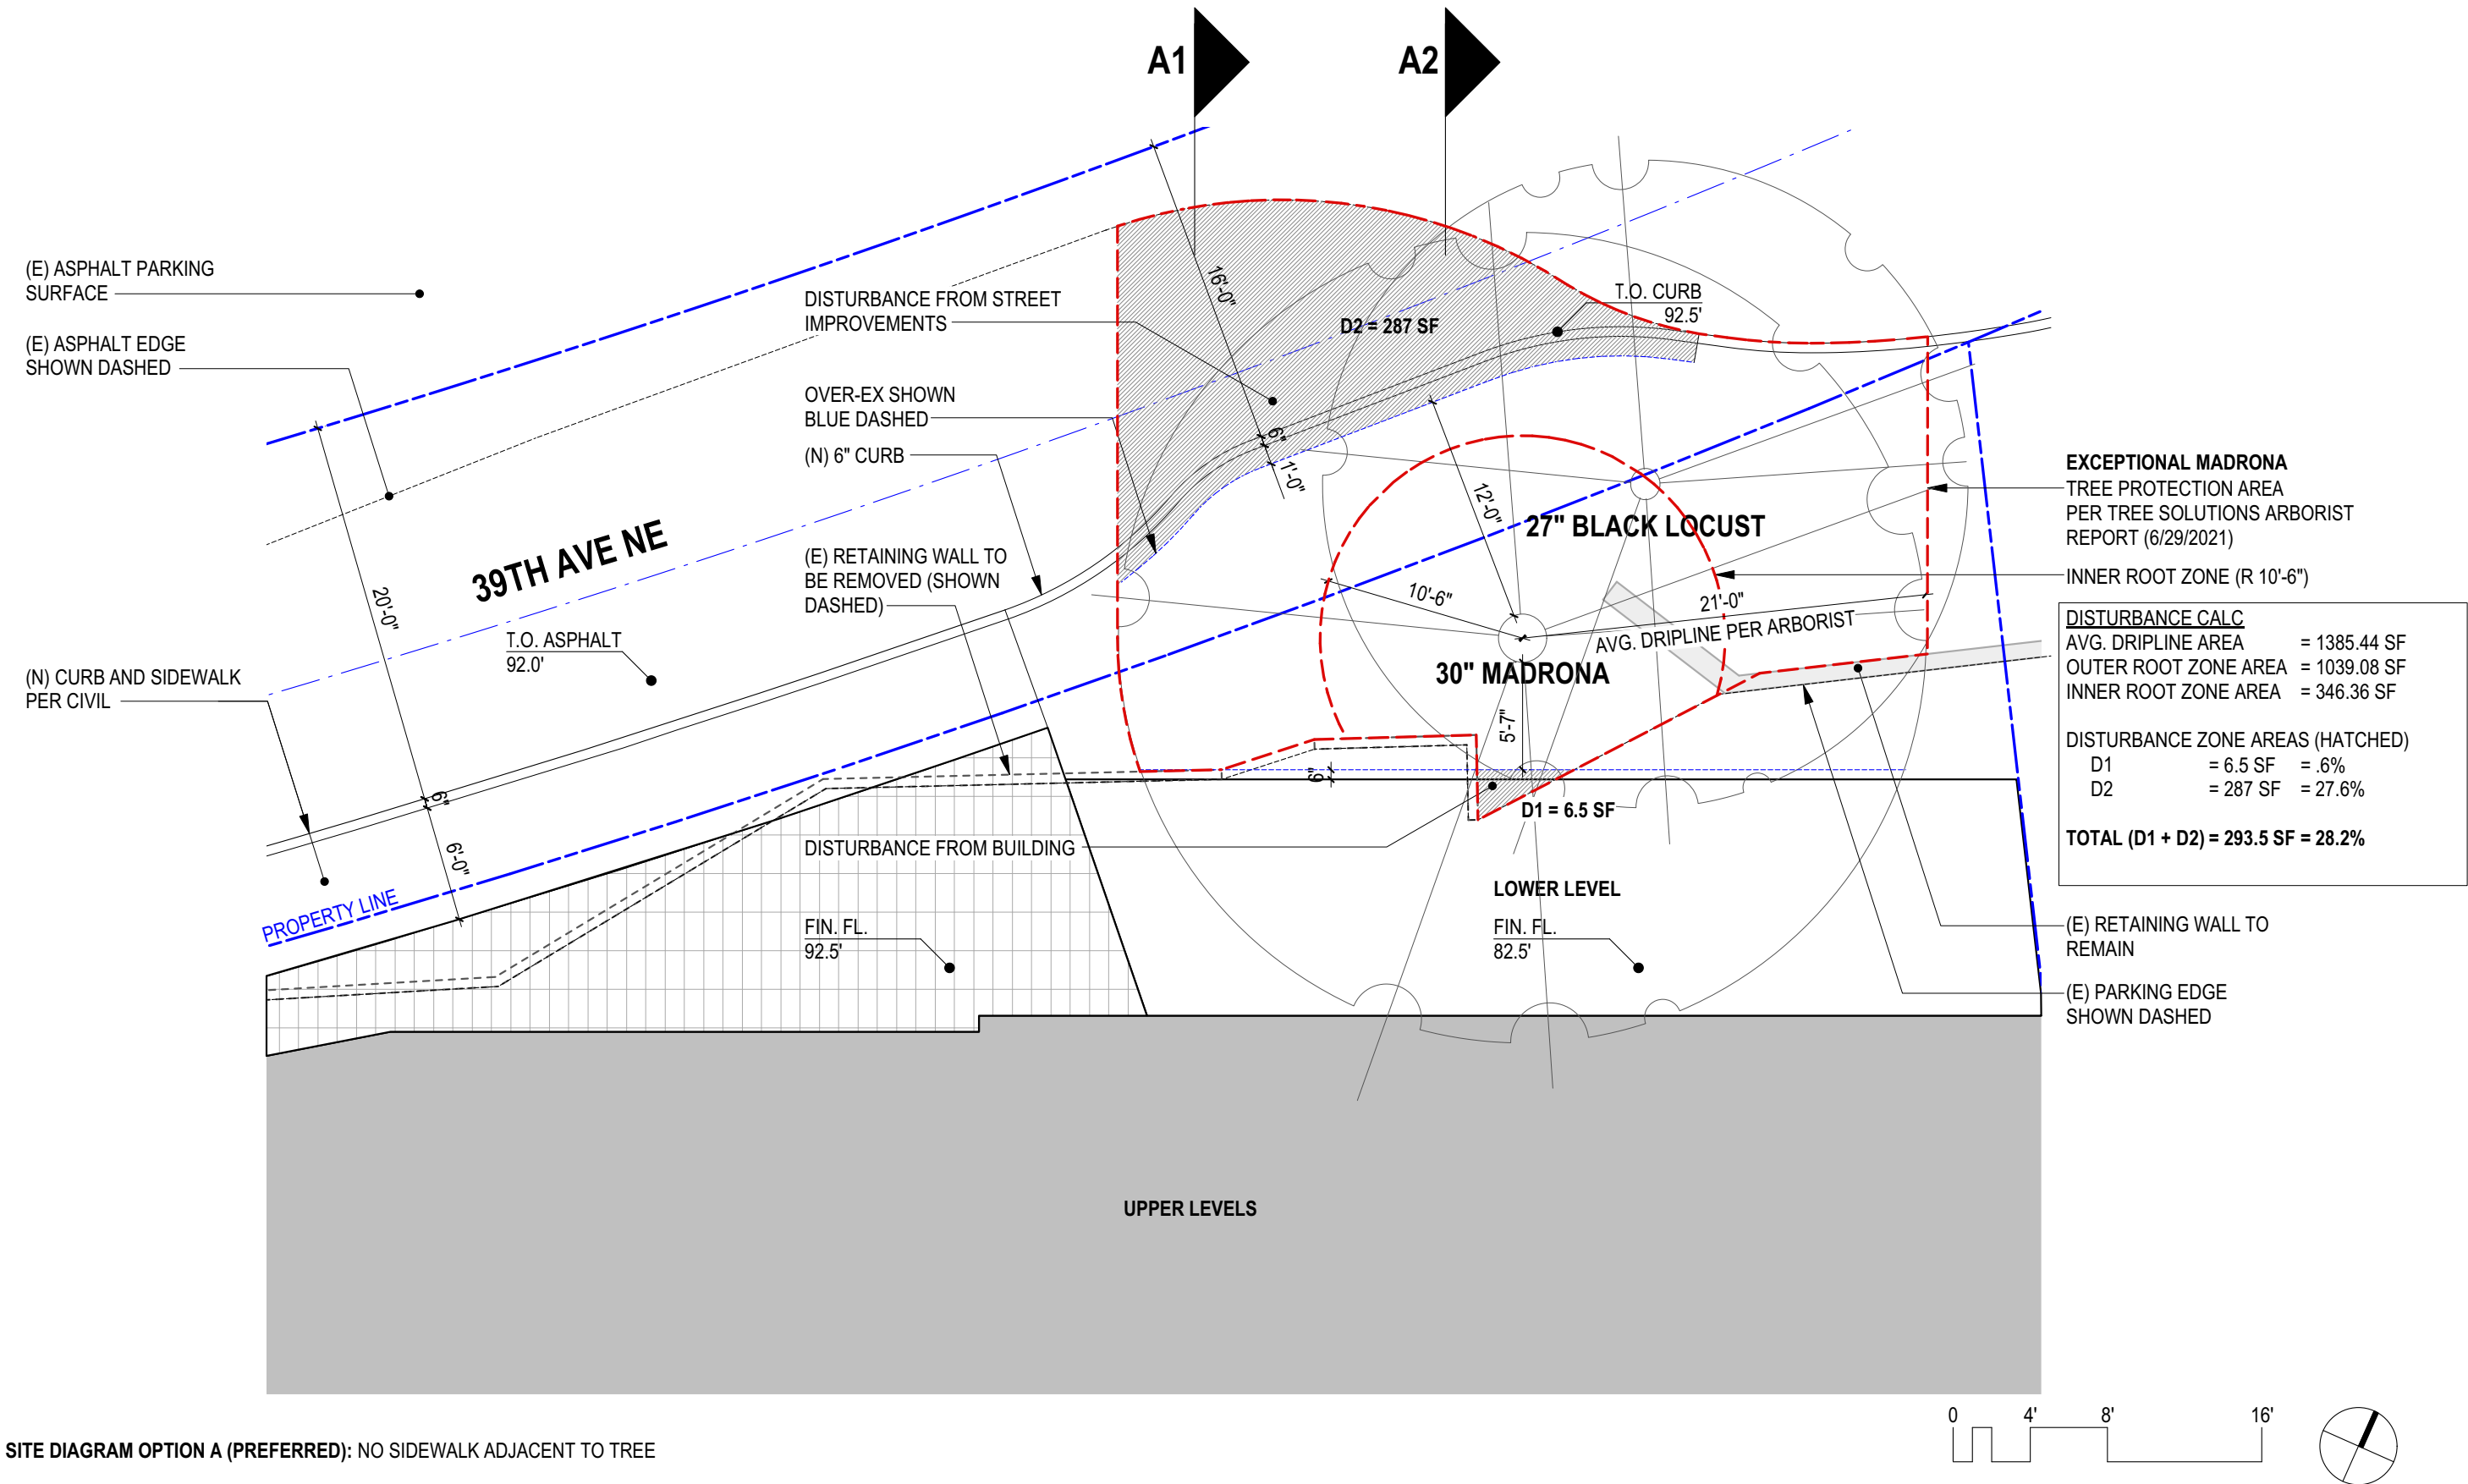 A1
A2
(E) ASPHALT PARKING
SURFACE
(E) ASPHALT EDGE
SHOWN DASHED
(N) CURB AND SIDEWALK
PER CIVIL
20'-0"
39TH AVE NE
T.O. ASPHALT
92.0'
6"
6'-0"
PROPERTY LINE
DISTURBANCE FROM STREET
IMPROVEMENTS
OVER-EX SHOWN
BLUE DASHED
(N) 6" CURB
(E) RETAINING WALL TO
BE REMOVED (SHOWN
DASHED)
DISTURBANCE FROM BUILDING
FIN. FL.
92.5'
16'-0"
6"
1'-0"
D2 = 287 SF
T.O. CURB
92.5'
12'-0"
27" BLACK LOCUST
10'-6"
21'-0"
AVG. DRIPLINE PER ARBORIST
30" MADRONA
5'-7"
6"
D1 = 6.5 SF
LOWER LEVEL
FIN. FL.
82.5'
EXCEPTIONAL MADRONA
TREE PROTECTION AREA
PER TREE SOLUTIONS ARBORIST
REPORT (6/29/2021)
INNER ROOT ZONE (R 10'-6")
DISTURBANCE CALC
AVG. DRIPLINE AREA = 1385.44 SF
OUTER ROOT ZONE AREA = 1039.08 SF
INNER ROOT ZONE AREA = 346.36 SF
DISTURBANCE ZONE AREAS (HATCHED)
D1 = 6.5 SF = .6%
D2 = 287 SF = 27.6%
TOTAL (D1 + D2) = 293.5 SF = 28.2%
(E) RETAINING WALL TO
REMAIN
(E) PARKING EDGE
SHOWN DASHED
UPPER LEVELS
0 4' 8' 16'
SITE DIAGRAM OPTION A (PREFERRED): NO SIDEWALK ADJACENT TO TREE